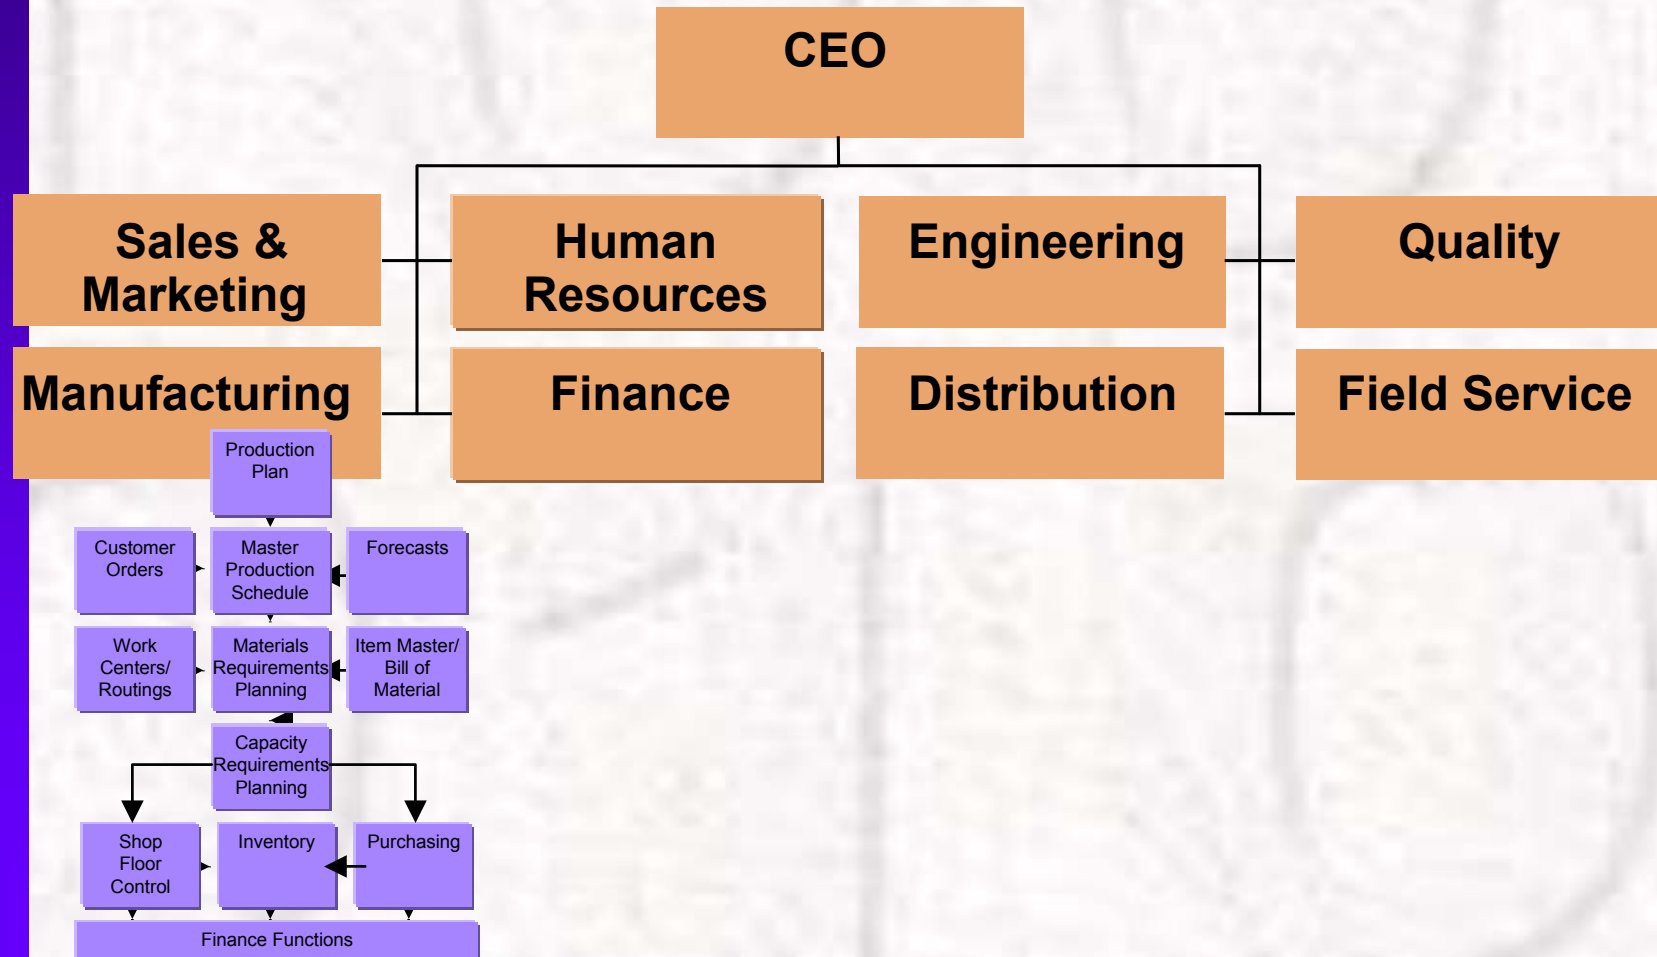 CEO
Sales &
Marketing
Human
Resources
Engineering
Quality
Manufacturing
Finance
Distribution
Field Service
Production
Plan
Customer
Orders
Master
Production
Schedule
Forecasts
Work
Centers/
Routings
Materials
Requirements
Planning
Item Master/
Bill of
Material
Capacity
Requirements
Planning
Shop
Floor
Control
Inventory
Purchasing
Finance Functions